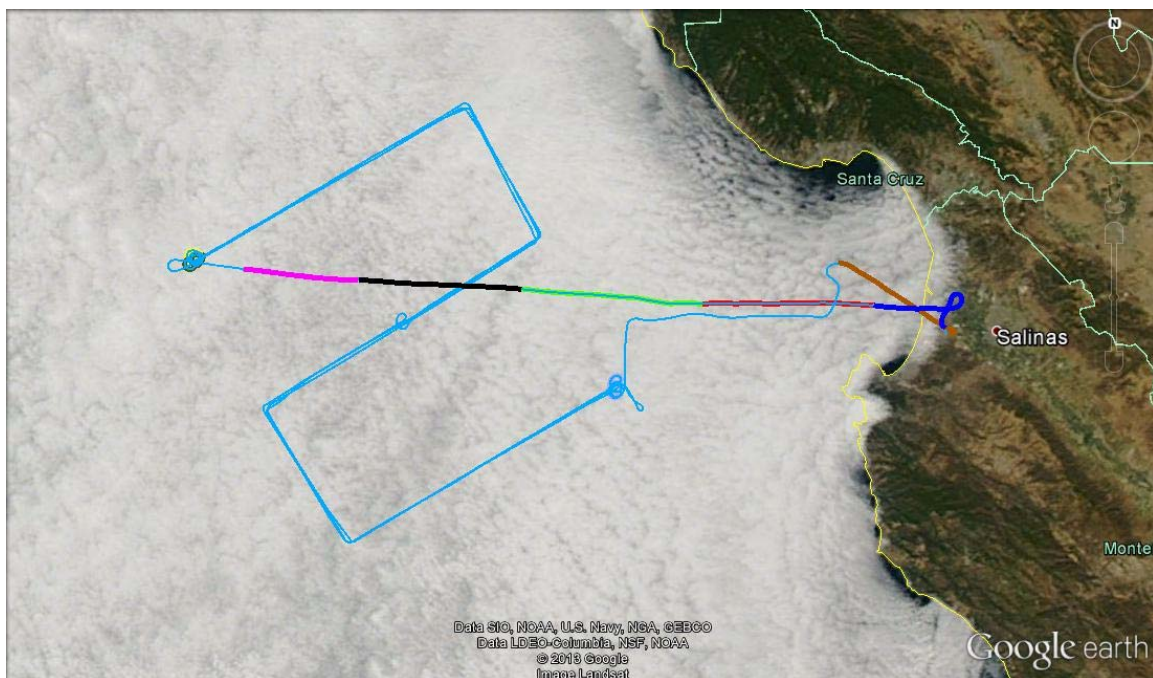 N
Santa Cruz
Salinas
Monte
Data SIO, NOAA, U.S. Navy, NGA, GEBCO
Data LDEO-Columbia, NSF, NOAA
© 2013 Google
Image Landsat
Google earth